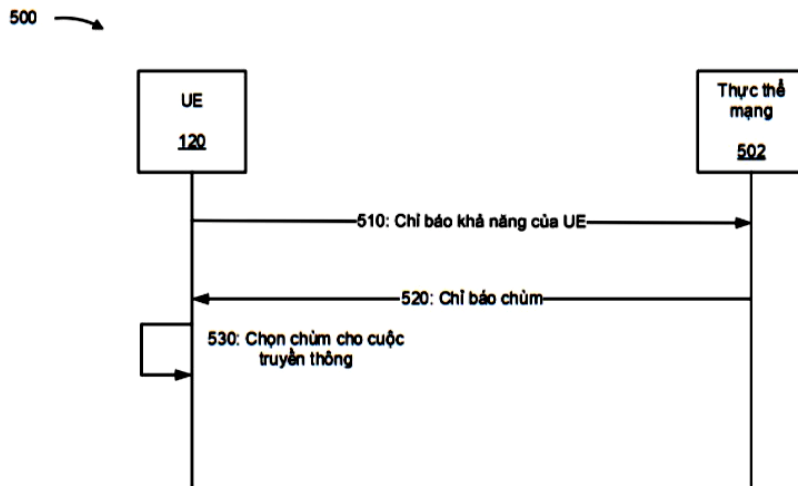 500
UE
120
Thực thể
mạng
502
510: Chỉ báo khả năng của UE
520: Chỉ báo chùm
530: Chọn chùm cho cuộc
truyền thông